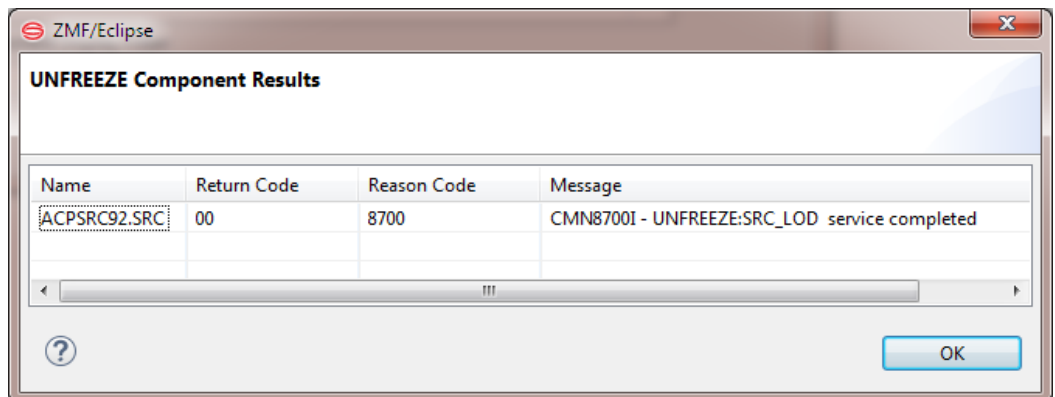 ZMF/Eclipse
UNFREEZE Component Results
Name Return Code Reason Code Message
ACPSRC92.SRC 00 8700 CMN8700I - UNFREEZE:SRC_LOD service completed
?
OK